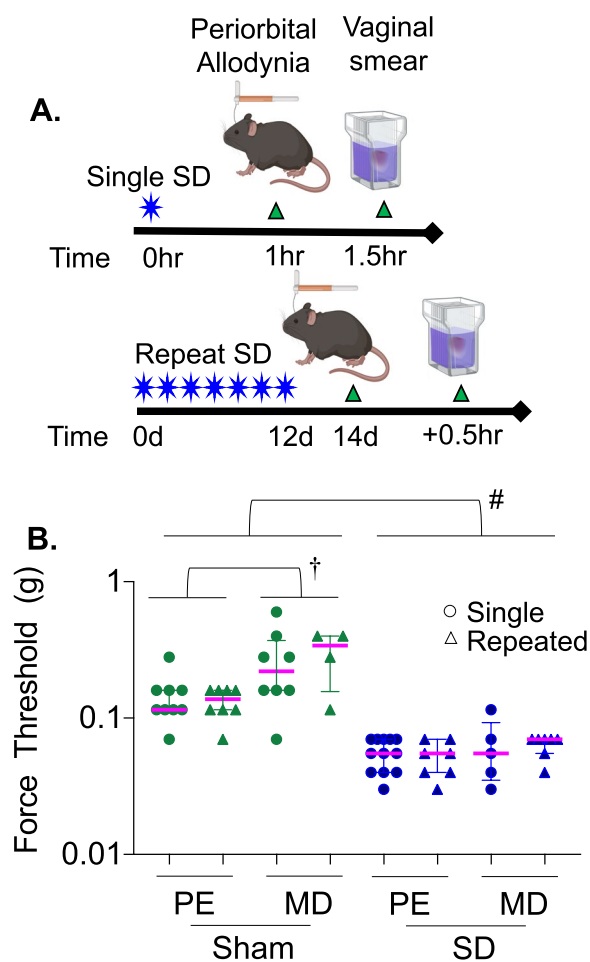 Periorbital Allodynia
Vaginal smear
A.
Single SD
Time 0hr 1hr 1.5hr
Repeat SD
Time 0d 12d 14d +0.5hr
#
B.
†
1
Force Threshold (g)
Single
Repeated
0.1
0.01
PE MD PE MD
Sham SD